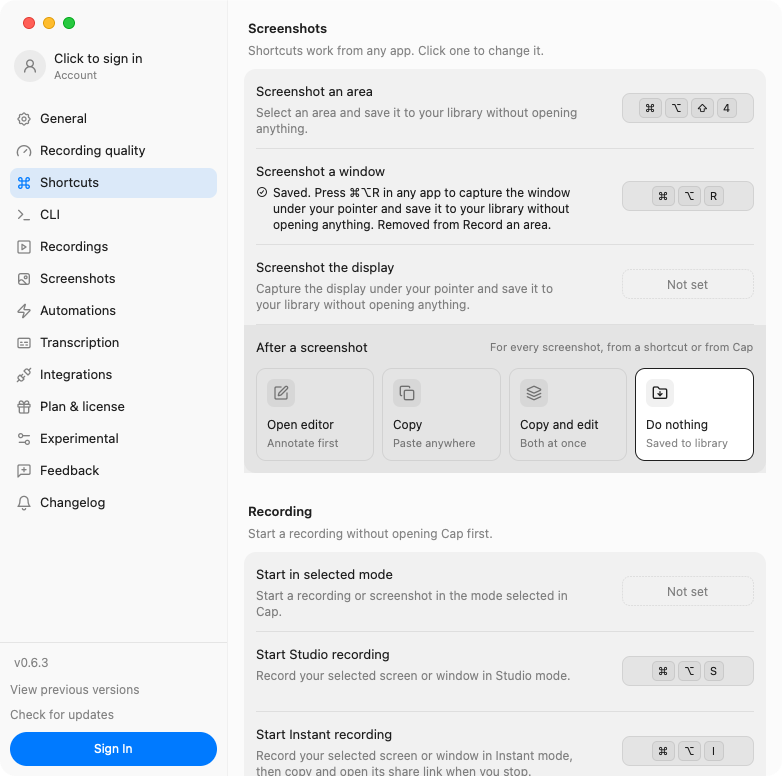 Click to sign in
Account
General
Recording quality
Shortcuts
CLI
Recordings
Screenshots
Automations
Transcription
Integrations
Plan & license
Experimental
Feedback
Changelog
v0.6.3
View previous versions
Check for updates
Sign In
Screenshots
Shortcuts work from any app. Click one to change it.
Screenshot an area
Select an area and save it to your library without opening
anything.
⌘ ⌥ ⇧ 4
Screenshot a window
Saved. Press ⌘⌥R in any app to capture the window
under your pointer and save it to your library without
opening anything. Removed from Record an area.
⌘ ⌥ R
Screenshot the display
Capture the display under your pointer and save it to
your library without opening anything.
Not set
After a screenshot
For every screenshot, from a shortcut or from Cap
Open editor
Annotate first
Copy
Paste anywhere
Copy and edit
Both at once
Do nothing
Saved to library
Recording
Start a recording without opening Cap first.
Start in selected mode
Start a recording or screenshot in the mode selected in
Cap.
Not set
Start Studio recording
Record your selected screen or window in Studio mode.
⌘ ⌥ S
Start Instant recording
Record your selected screen or window in Instant mode,
then copy and open its share link when you stop.
⌘ ⌥ I